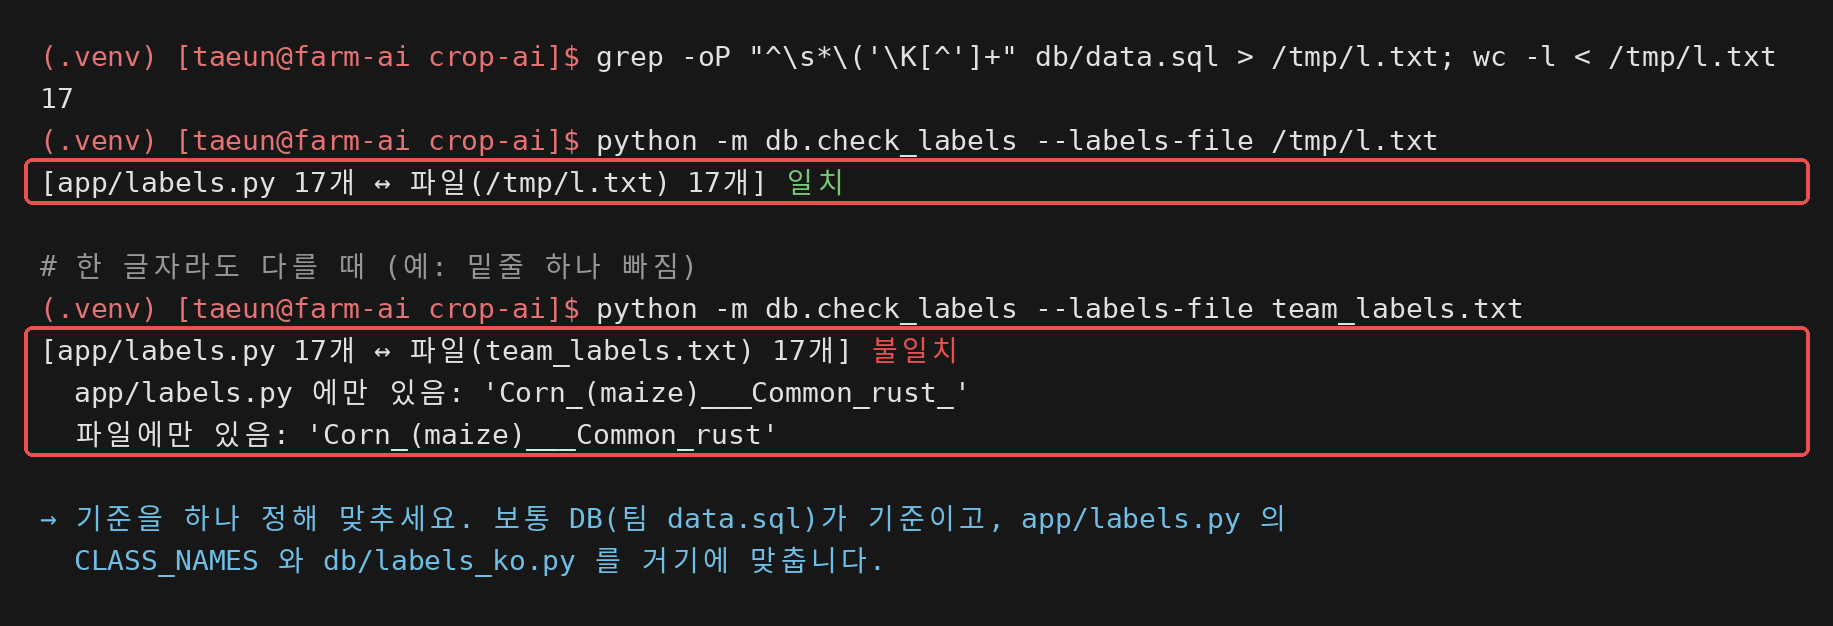 (.venv) [taeun@farm-ai crop-ai]$ grep -oP "^\s*\('\K[^']+" db/data.sql > /tmp/l.txt; wc -l < /tmp/l.txt
17
(.venv) [taeun@farm-ai crop-ai]$ python -m db.check_labels --labels-file /tmp/l.txt
[app/labels.py 17개 ↔ 파일(/tmp/l.txt) 17개] 일치
# 한 글자라도 다를 때 (예: 밑줄 하나 빠짐)
(.venv) [taeun@farm-ai crop-ai]$ python -m db.check_labels --labels-file team_labels.txt
[app/labels.py 17개 ↔ 파일(team_labels.txt) 17개] 불일치
app/labels.py 에만 있음: 'Corn_(maize)___Common_rust_'
파일에만 있음: 'Corn_(maize)___Common_rust'
→ 기준을 하나 정해 맞추세요. 보통 DB(팀 data.sql)가 기준이고, app/labels.py 의
CLASS_NAMES 와 db/labels_ko.py 를 거기에 맞춥니다.